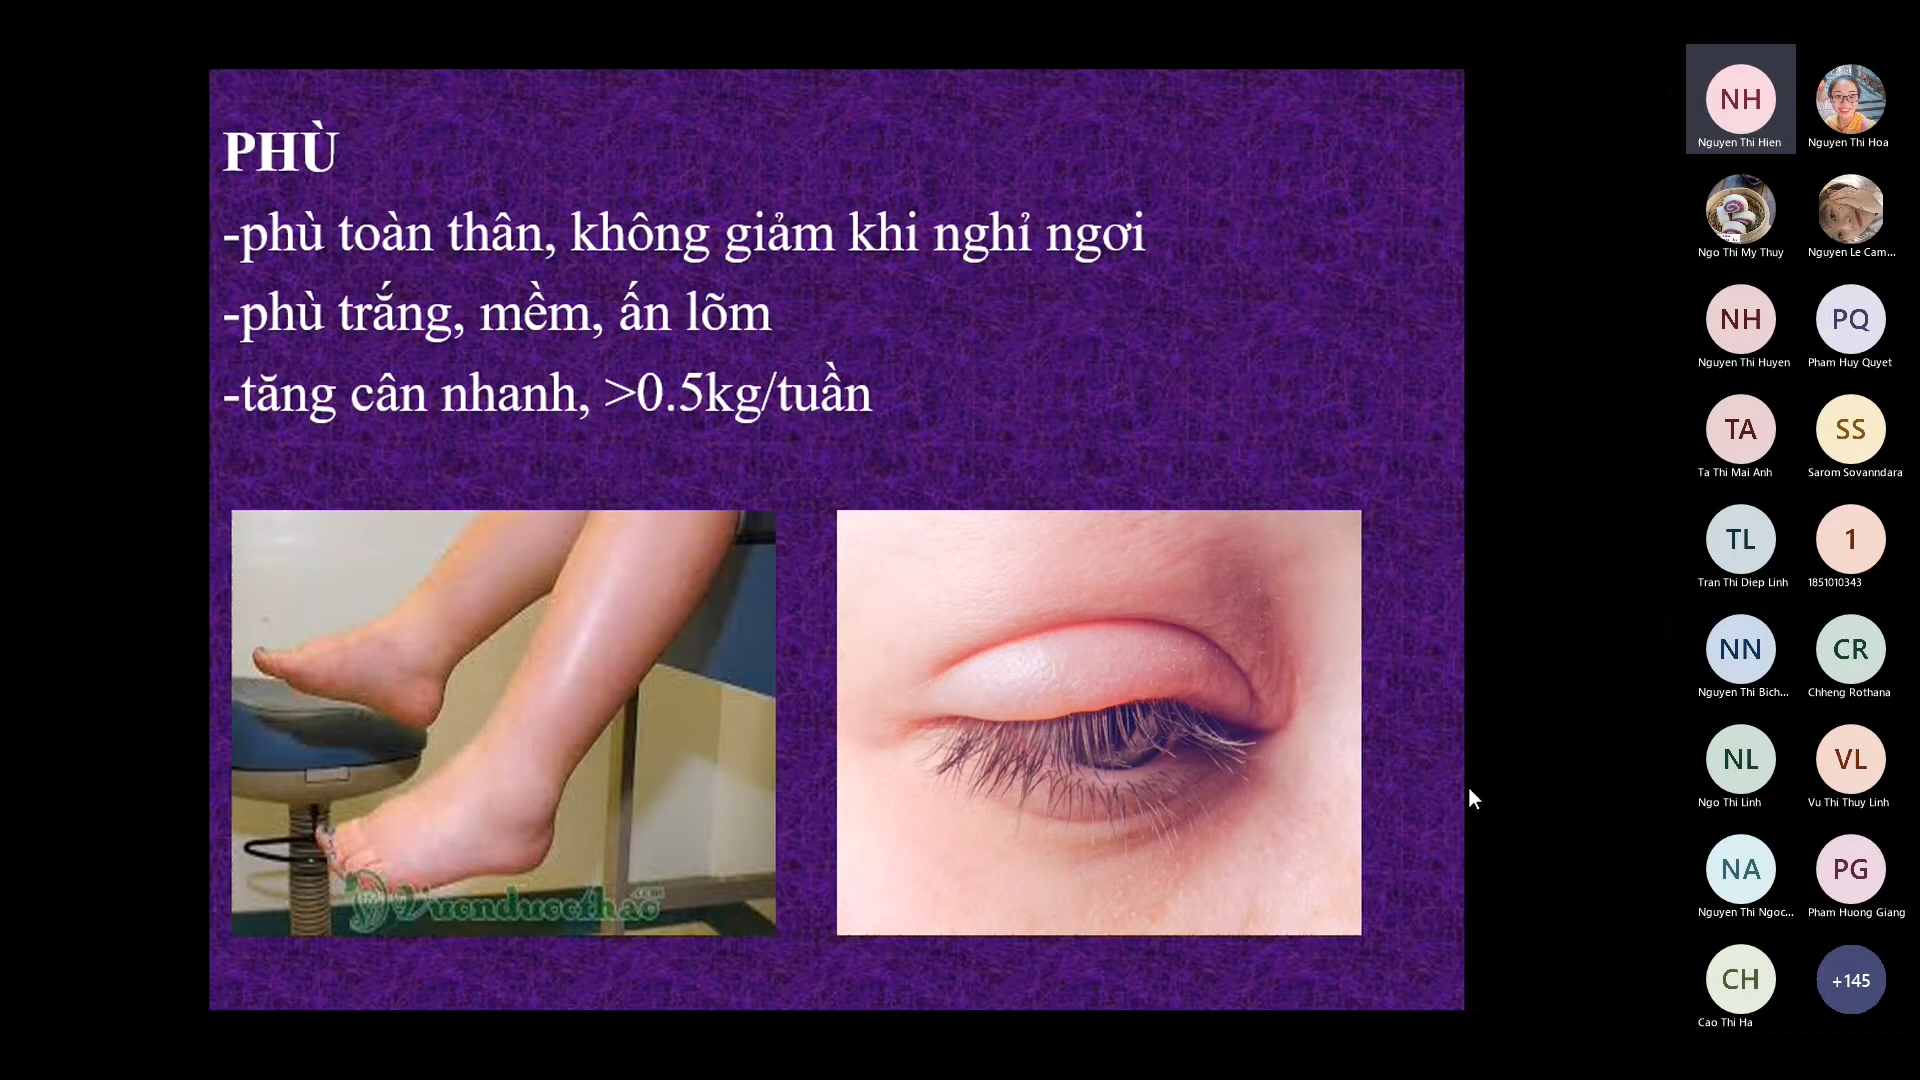 PHÙ
-phù toàn thân, không giảm khi nghỉ ngơi
-phù trắng, mềm, ấn lõm
-tăng cân nhanh, >0.5kg/tuần
Vuonduocthao
.com
NH
Nguyen Thi Hien
Nguyen Thi Hoa
Ngo Thi My Thuy
Nguyen Le Cam...
NH
Nguyen Thi Huyen
PQ
Pham Huy Quyet
TA
Ta Thi Mai Anh
SS
Sarom Sovanndara
TL
Tran Thi Diep Linh
1
1851010343
NN
Nguyen Thi Bich...
CR
Chheng Rothana
NL
Ngo Thi Linh
VL
Vu Thi Thuy Linh
NA
Nguyen Thi Ngoc...
PG
Pham Huong Giang
CH
Cao Thi Ha
+145